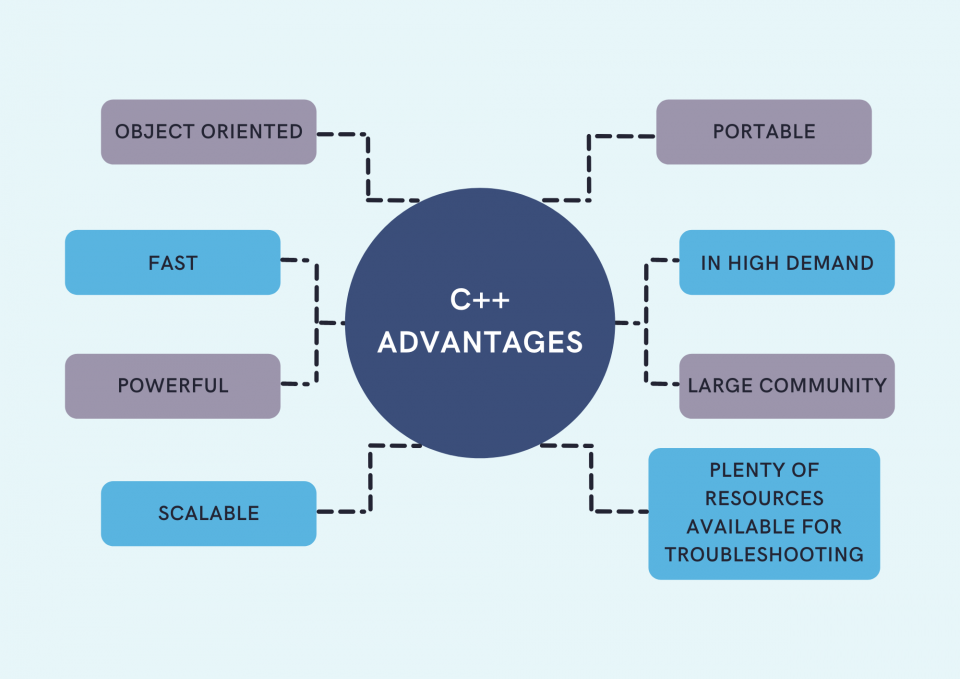 OBJECT ORIENTED
PORTABLE
FAST
IN HIGH DEMAND
C++
ADVANTAGES
POWERFUL
LARGE COMMUNITY
SCALABLE
PLENTY OF
RESOURCES
AVAILABLE FOR
TROUBLESHOOTING